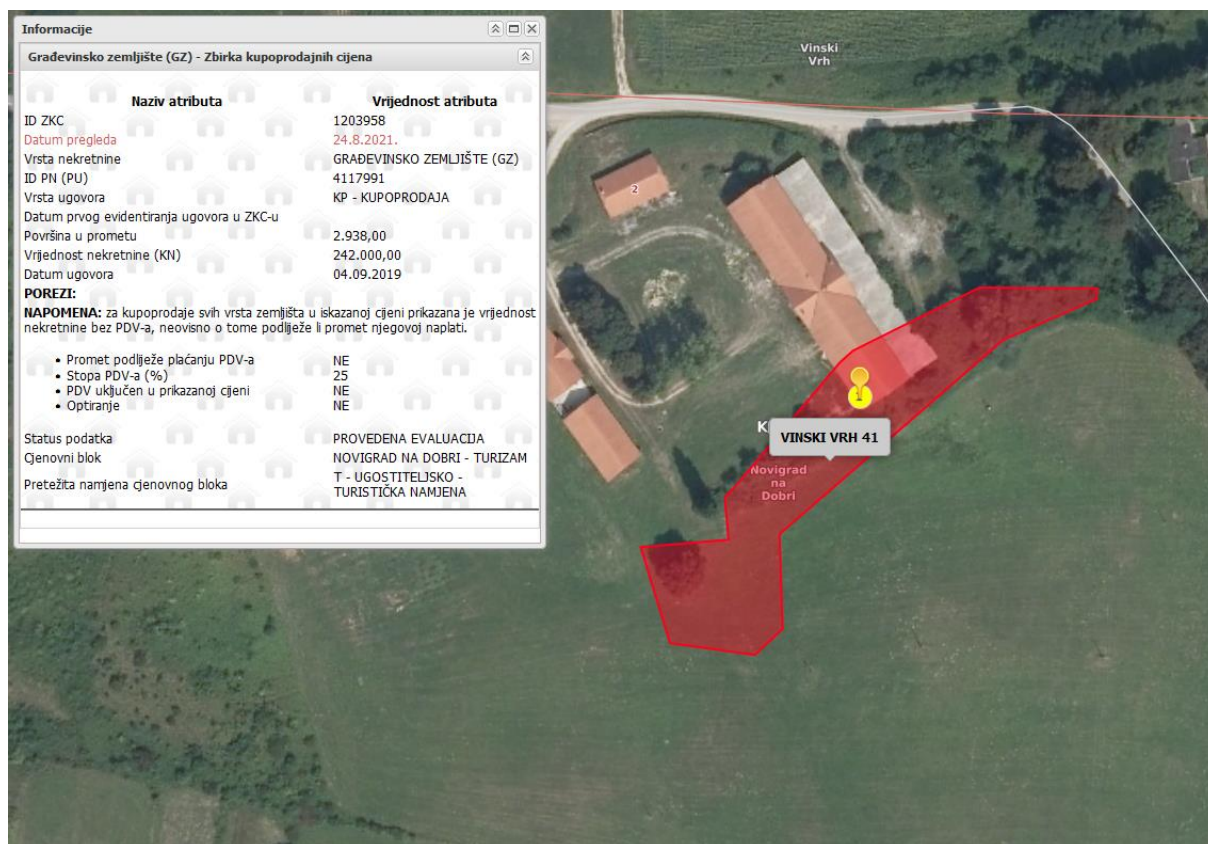 Informacije
Građevinsko zemljište (GZ) - Zbirka kupoprodajnih cijena
Naziv atributa Vrijednost atributa
ID ZKC 1203958
Datum pregleda 24.8.2021.
Vrsta nekretnine GRAĐEVINSKO ZEMLJIŠTE (GZ)
ID PN (PU) 4117991
Vrsta ugovora KP - KUPOPRODAJA
Datum prvog evidentiranja ugovora u ZKC-u
Površina u prometu 2.938,00
Vrijednost nekretnine (KN) 242.000,00
Datum ugovora 04.09.2019
POREZI:
NAPOMENA: za kupoprodaje svih vrsta zemljišta u iskazanoj cijeni prikazana je vrijednost
nekretnine bez PDV-a, neovisno o tome podliježe li promet njegovoj naplati.
• Promet podliježe plaćanju PDV-a NE
• Stopa PDV-a (%) 25
• PDV uključen u prikazanoj cijeni NE
• Optiranje NE
Status podatka PROVEDENA EVALUACIJA
Cjenovni blok NOVIGRAD NA DOBRI - TURIZAM
Pretežita namjena cjenovnog bloka T - UGOSTITELJSKO -
TURISTIČKA NAMJENA
Vinski
Vrh
2
1
K
VINSKI VRH 41
Novigrad
na
Dobri